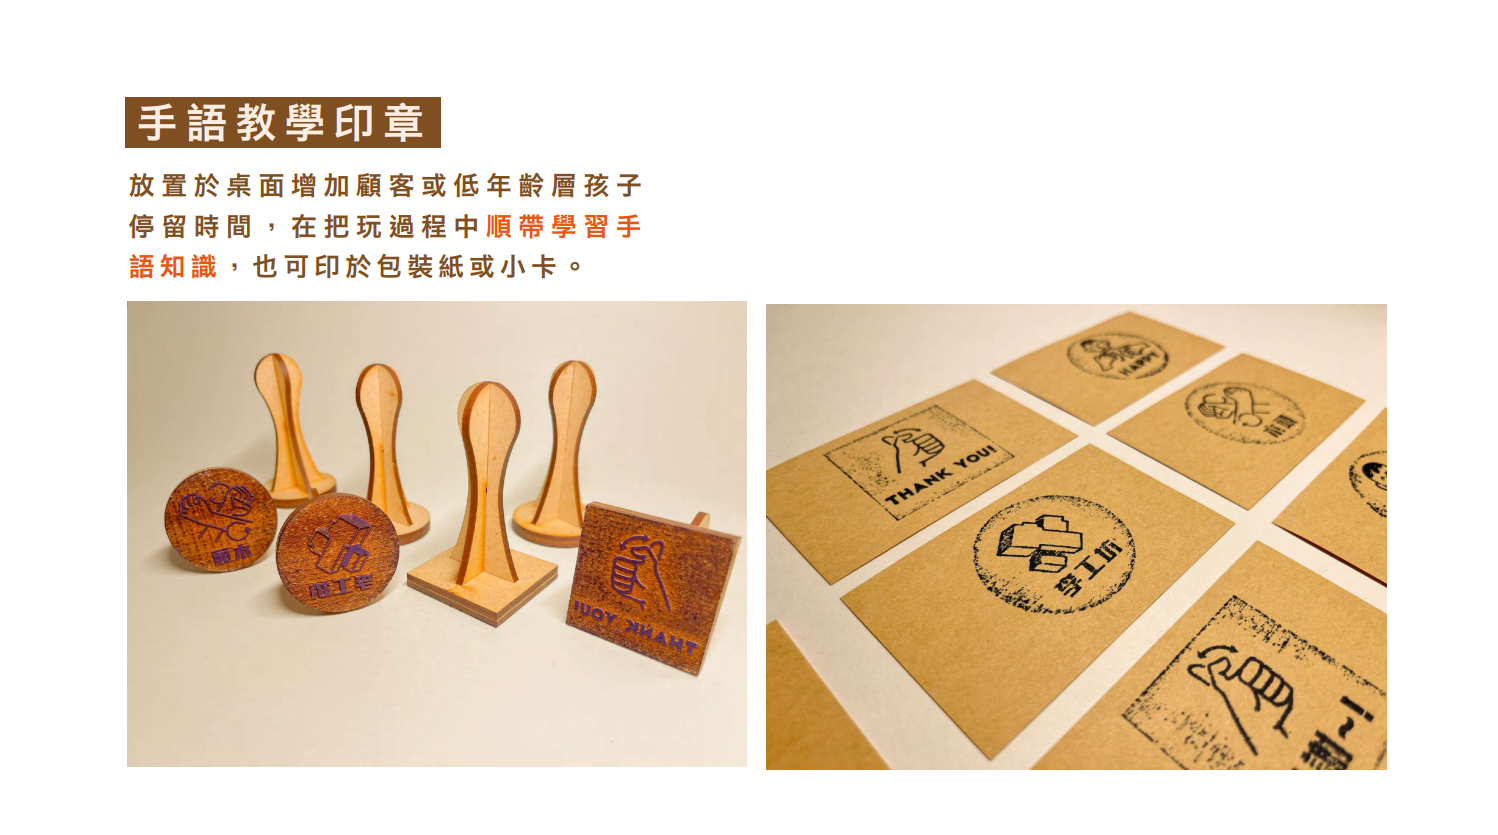 手語教學印章
放置於桌面增加顧客或低年齡層孩子
停留時間，在把玩過程中順帶學習手
語知識，也可印於包裝紙或小卡。
THANK YOU!
HAPPY
THANK YOU!
工坊